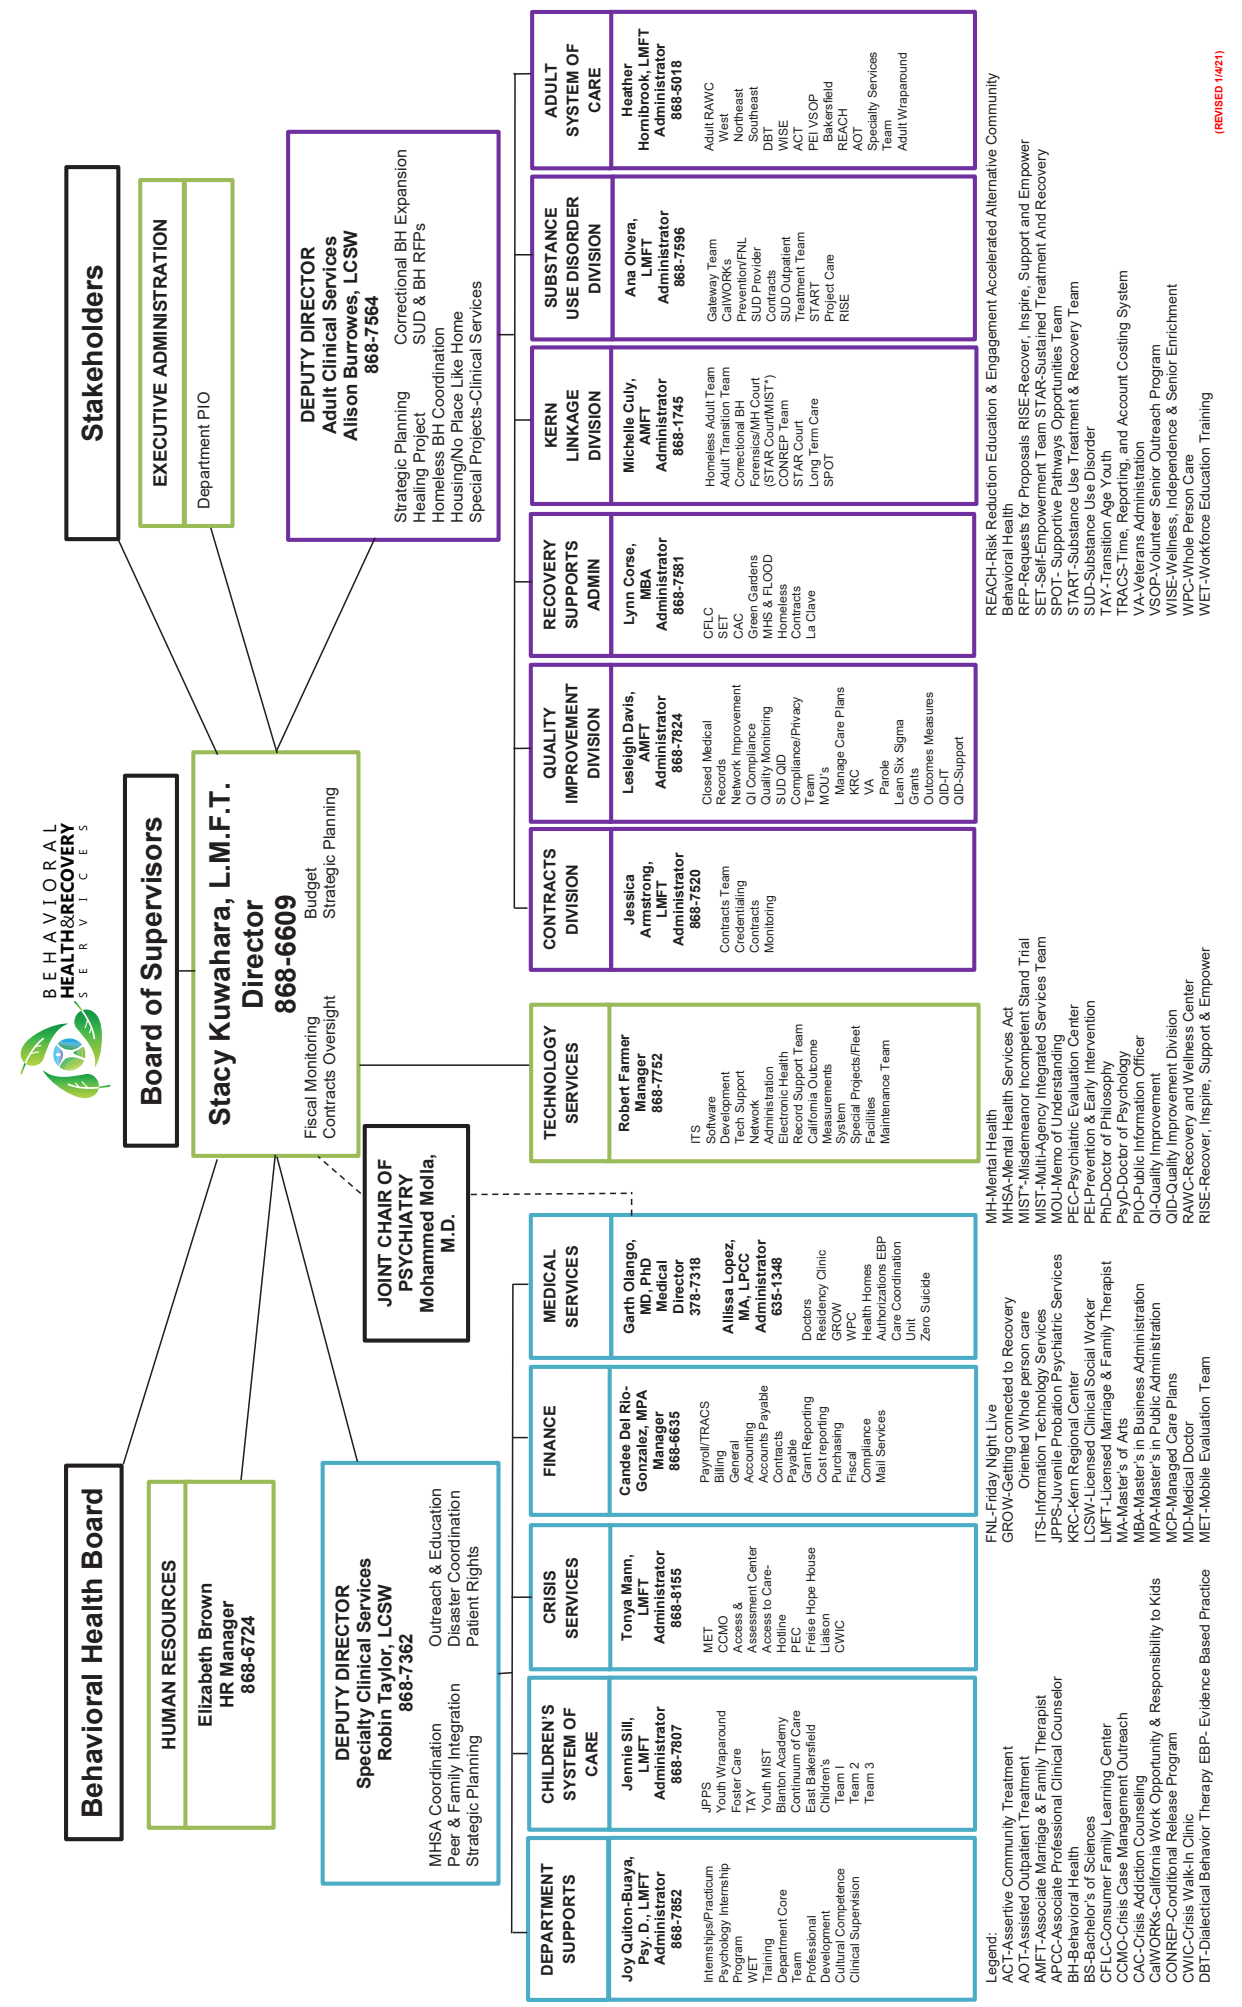 BEHAVIORAL
HEALTH&RECOVERY
SERVICES
Behavioral Health Board
Board of Supervisors
Stakeholders
HUMAN RESOURCES
Elizabeth Brown
HR Manager
868-6724
Stacy Kuwahara, L.M.F.T.
Director
868-6609
Fiscal Monitoring Budget
Contracts Oversight Strategic Planning
EXECUTIVE ADMINISTRATION
Department PIO
DEPUTY DIRECTOR
Specialty Clinical Services
Robin Taylor, LCSW
868-7362
MHSA Coordination Outreach & Education
Peer & Family Integration Disaster Coordination
Strategic Planning Patient Rights
JOINT CHAIR OF
PSYCHIATRY
Mohammed Molla,
M.D.
DEPUTY DIRECTOR
Adult Clinical Services
Alison Burrowes, LCSW
868-7564
Strategic Planning Correctional BH Expansion
Healing Project SUD & BH RFPs
Homeless BH Coordination
Housing/No Place Like Home
Special Projects-Clinical Services
DEPARTMENT
SUPPORTS
Joy Quiton-Buaya,
Psy. D., LMFT
Administrator
868-7852
Internships/Practicum
Psychology Internship
Program
WET
Training
Department Core
Team
Professional
Development
Cultural Competence
Clinical Supervision
CHILDREN'S
SYSTEM OF
CARE
Jennie Sill,
LMFT
Administrator
868-7807
JPPS
Youth Wraparound
Foster Care
TAY
Youth MIST
Blanton Academy
Continuum of Care
East Bakersfield
Children's
Team I
Team 2
Team 3
CRISIS
SERVICES
Tonya Mann,
LMFT
Administrator
868-8155
MET
CCMO
Access &
Assessment Center
Access to Care-
Hotline
PEC
Freise Hope House
Liaison
CWIC
FINANCE
Candee Del Rio-
Gonzalez, MPA
Manager
868-6635
Payroll/TRACS
Billing
General
Accounting
Accounts Payable
Contracts
Payable
Grant Reporting
Cost reporting
Purchasing
Fiscal
Compliance
Mail Services
MEDICAL
SERVICES
Garth Olango,
MD, PhD
Medical
Director
378-7318
Allissa Lopez,
MA, LPCC
Administrator
635-1348
Doctors
Residency Clinic
GROW
WPC
Health Homes
Authorizations EBP
Care Coordination
Unit
Zero Suicide
TECHNOLOGY
SERVICES
Robert Farmer
Manager
868-7752
ITS
Software
Development
Tech Support
Network
Administration
Electronic Health
Record Support Team
California Outcome
Measurements
System
Special Projects/Fleet
Facilities
Maintenance Team
CONTRACTS
DIVISION
Jessica
Armstrong,
LMFT
Administrator
868-7520
Contracts Team
Credentialing
Contracts
Monitoring
QUALITY
IMPROVEMENT
DIVISION
Lesleigh Davis,
AMFT
Administrator
868-7824
Closed Medical
Records
Network Improvement
QI Compliance
Quality Monitoring
SUD QID
Compliance/Privacy
Team
MOU's
Manage Care Plans
KRC
VA
Parole
Lean Six Sigma
Grants
Outcomes Measures
QID-IT
QID-Support
RECOVERY
SUPPORTS
ADMIN
Lynn Corse,
MBA
Administrator
868-7581
CFLC
SET
CAC
Green Gardens
MHS & FLOOD
Homeless
Contracts
La Clave
KERN
LINKAGE
DIVISION
Michelle Culy,
AMFT
Administrator
868-1745
Homeless Adult Team
Adult Transition Team
Correctional BH
Forensics/MH Court
(STAR Court/MIST*)
CONREP Team
STAR Court
Long Term Care
SPOT
SUBSTANCE
USE DISORDER
DIVISION
Ana Olvera,
LMFT
Administrator
868-7596
Gateway Team
CalWORKs
Prevention/FNL
SUD Provider
Contracts
SUD Outpatient
Treatment Team
START
Project Care
RISE
ADULT
SYSTEM OF
CARE
Heather
Hornibrook, LMFT
Administrator
868-5018
Adult RAWC
West
Northeast
Southeast
DBT
WISE
ACT
PEI VSOP
Bakersfield
REACH
AOT
Specialty Services
Team
Adult Wraparound
Legend:
ACT-Assertive Community Treatment
AOT-Assisted Outpatient Treatment
AMFT-Associate Marriage & Family Therapist
APCC-Associate Professional Clinical Counselor
BH-Behavioral Health
BS-Bachelor's of Sciences
CFLC-Consumer Family Learning Center
CCMO-Crisis Case Management Outreach
CAC-Crisis Addiction Counseling
CalWORKs-California Work Opportunity & Responsibility to Kids
CONREP-Conditional Release Program
CWIC-Crisis Walk-In Clinic
DBT-Dialectical Behavior Therapy EBP- Evidence Based Practice
FNL-Friday Night Live
GROW-Getting connected to Recovery
Oriented Whole person care
ITS-Information Technology Services
JPPS-Juvenile Probation Psychiatric Services
KRC-Kern Regional Center
LCSW-Licensed Clinical Social Worker
LMFT-Licensed Marriage & Family Therapist
MA-Master's of Arts
MBA-Master's in Business Administration
MPA-Master's in Public Administration
MCP-Managed Care Plans
MD-Medical Doctor
MET-Mobile Evaluation Team
MH-Mental Health
MHSA-Mental Health Services Act
MIST*-Misdemeanor Incompetent Stand Trial
MIST-Multi-Agency Integrated Services Team
MOU-Memo of Understanding
PEC-Psychiatric Evaluation Center
PEI-Prevention & Early Intervention
PhD-Doctor of Philosophy
PsyD-Doctor of Psychology
PIO-Public Information Officer
QI-Quality Improvement
QID-Quality Improvement Division
RAWC-Recovery and Wellness Center
RISE-Recover, Inspire, Support & Empower
REACH-Risk Reduction Education & Engagement Accelerated Alternative Community
Behavioral Health
RFP-Requests for Proposals RISE-Recover, Inspire, Support and Empower
SET-Self-Empowerment Team STAR-Sustained Treatment And Recovery
SPOT- Supportive Pathways Opportunities Team
START-Substance Use Treatment & Recovery Team
SUD-Substance Use Disorder
TAY-Transition Age Youth
TRACS-Time, Reporting, and Account Costing System
VA-Veterans Administration
VSOP-Volunteer Senior Outreach Program
WISE-Wellness, Independence & Senior Enrichment
WPC-Whole Person Care
WET-Workforce Education Training
(REVISED 1/4/21)